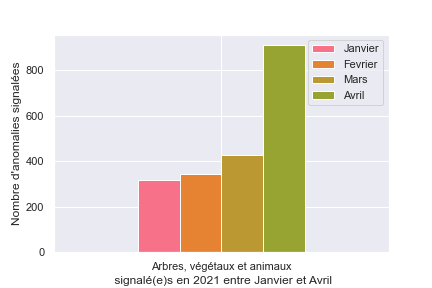 Janvier
Fevrier
Mars
Avril
800
600
400
200
0
Nombre d'anomalies signalées
Arbres, végétaux et animaux
signalé(e)s en 2021 entre Janvier et Avril